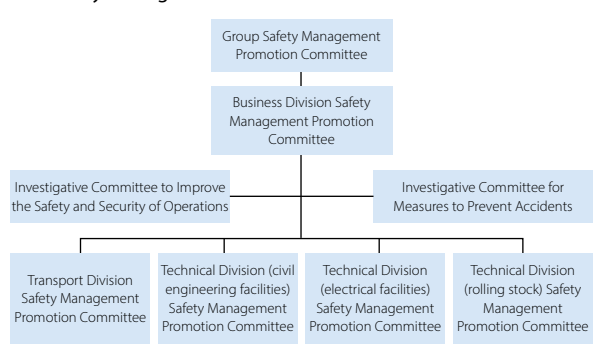 Group Safety Management
Promotion Committee
Business Division Safety
Management Promotion
Committee
Investigative Committee to Improve
the Safety and Security of Operations
Investigative Committee for
Measures to Prevent Accidents
Transport Division
Safety Management
Promotion Committee
Technical Division (civil
engineering facilities)
Safety Management
Promotion Committee
Technical Division
(electrical facilities)
Safety Management
Promotion Committee
Technical Division
(rolling stock) Safety
Management
Promotion Committee